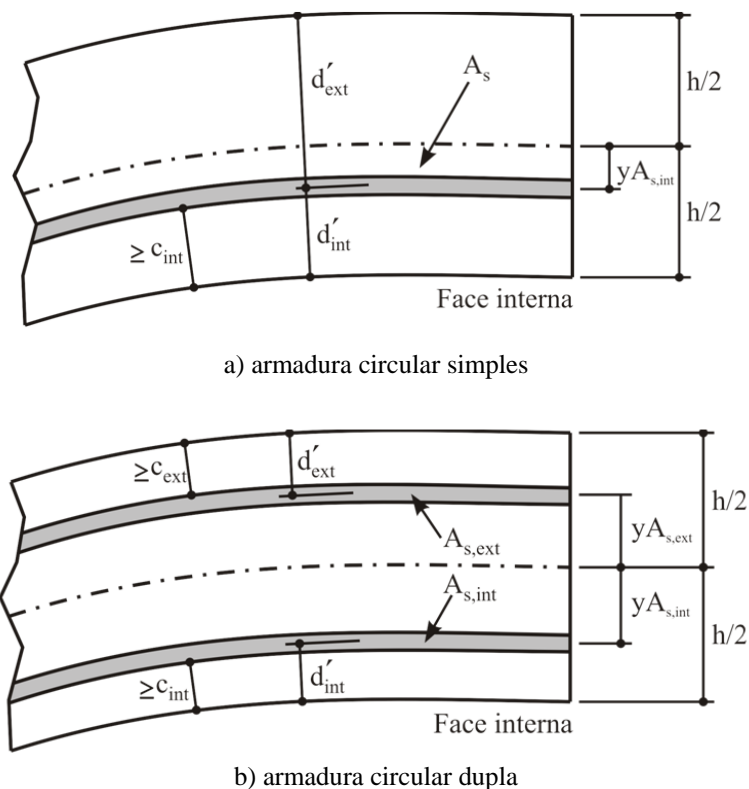 d′ext
As
h/2
yAs,int
≥ cint
d′int
h/2
Face interna
a) armadura circular simples
≥cext
d′ext
h/2
yAs,ext
As,ext
As,int
yAs,int
h/2
≥cint
d′int
Face interna
b) armadura circular dupla